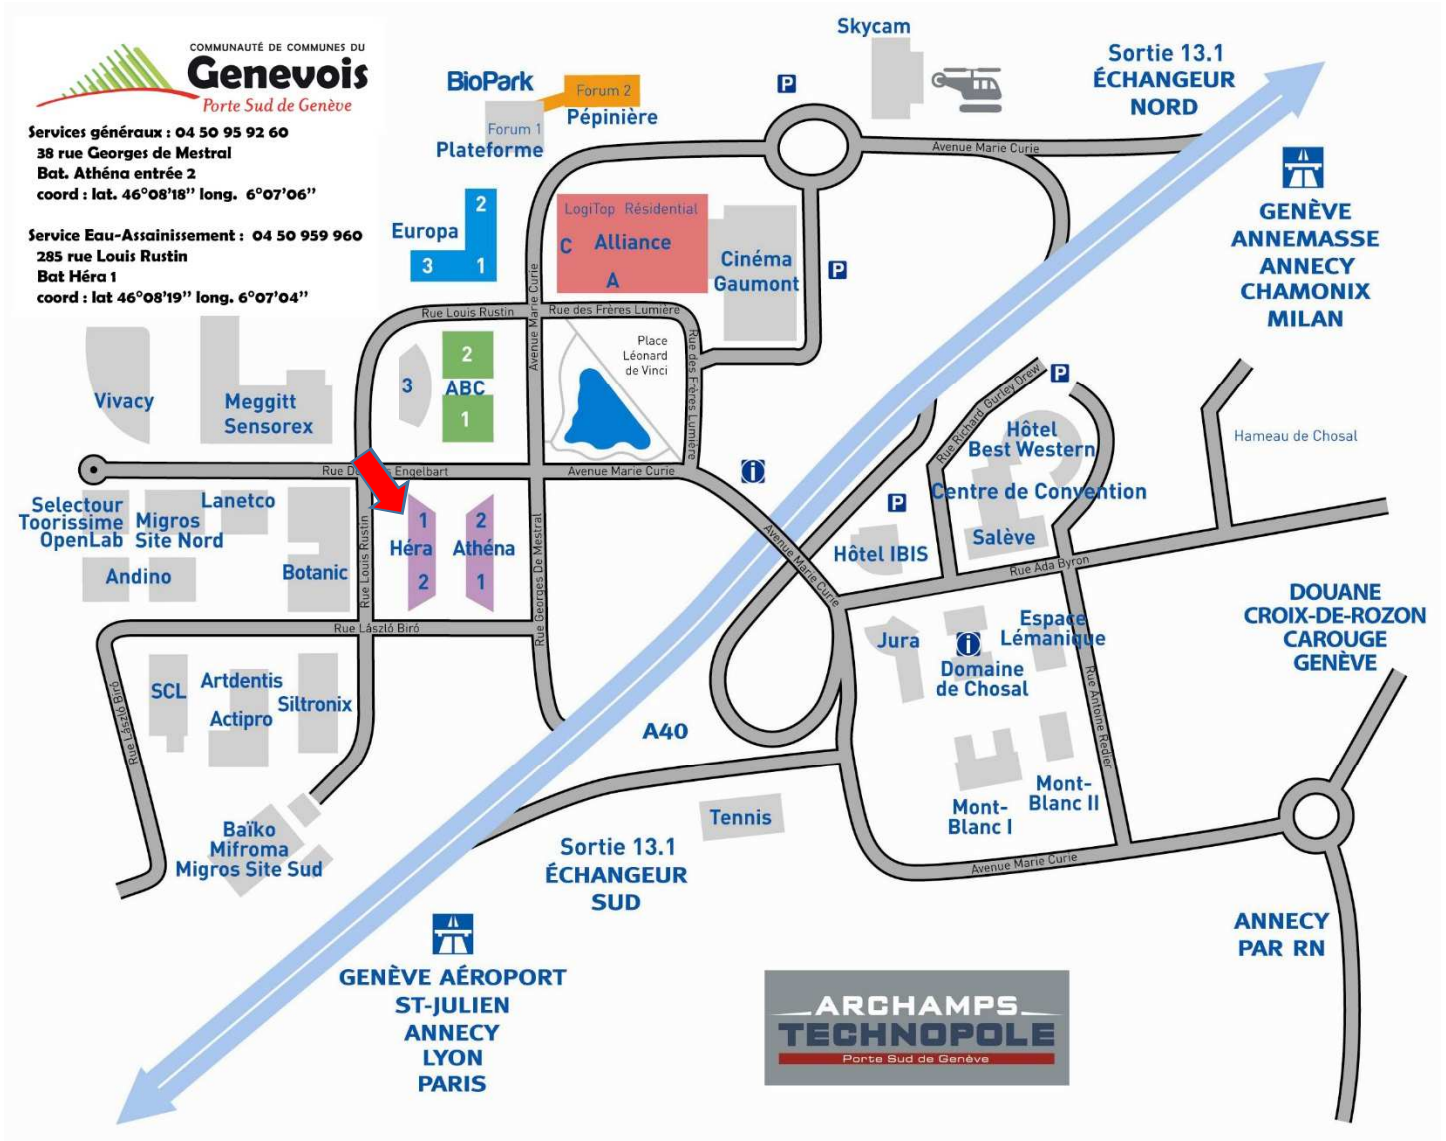 COMMUNAUTÉ DE COMMUNES DU
Genevois
Porte Sud de Genève
Services généraux : 04 50 95 92 60
38 rue Georges de Mestral
Bat. Athéna entrée 2
coord : lat. 46°08'18'' long. 6°07'06''
Service Eau-Assainissement : 04 50 959 960
285 rue Louis Rustin
Bat Héra 1
coord : lat 46°08'19'' long. 6°07'04''
Skycam
Sortie 13.1
ÉCHANGEUR
NORD
P
BioPark
Forum 2
Pépinière
Forum 1
Plateforme
Avenue Marie Curie
GENÈVE
ANNEMASSE
ANNECY
CHAMONIX
MILAN
2
Europa
3
1
LogiTop Résidential
C
Alliance
A
Cinéma
Gaumont
P
Avenue Marie Curie
Rue Louis Rustin
Rue des Frères Lumière
Rue des Frères Lumière
Place
Léonard
de Vinci
2
3
ABC
1
Vivacy
Meggitt
Sensorex
Rue Richard Gurley Drew
P
Hôtel
Best Western
Hameau de Chosal
Rue De
Engelbart
Avenue Marie Curie
i
P
Centre de Convention
Selectour
Toorissime
OpenLab
Migros
Site Nord
Lanetco
Andino
Botanic
Rue Louis Rustin
1
Héra
2
2
Athéna
1
Rue Georges De Mestral
Avenue Marie Curie
Hôtel IBIS
Salève
Rue Ada Byron
DOUANE
CROIX-DE-ROZON
CAROUGE
GENÈVE
Rue László Biró
Rue László Biró
Jura
i
Domaine
de Chosal
Espace
Lémanique
Rue Antoine Redier
SCL
Artdentis
Actipro
Siltronix
A40
Mont-
Blanc I
Mont-
Blanc II
Tennis
Baïko
Mifroma
Migros Site Sud
Sortie 13.1
ÉCHANGEUR
SUD
Avenue Marie Curie
ANNECY
PAR RN
GENÈVE AÉROPORT
ST-JULIEN
ANNECY
LYON
PARIS
ARCHAMPS
TECHNOPOLE
Porte Sud de Genève